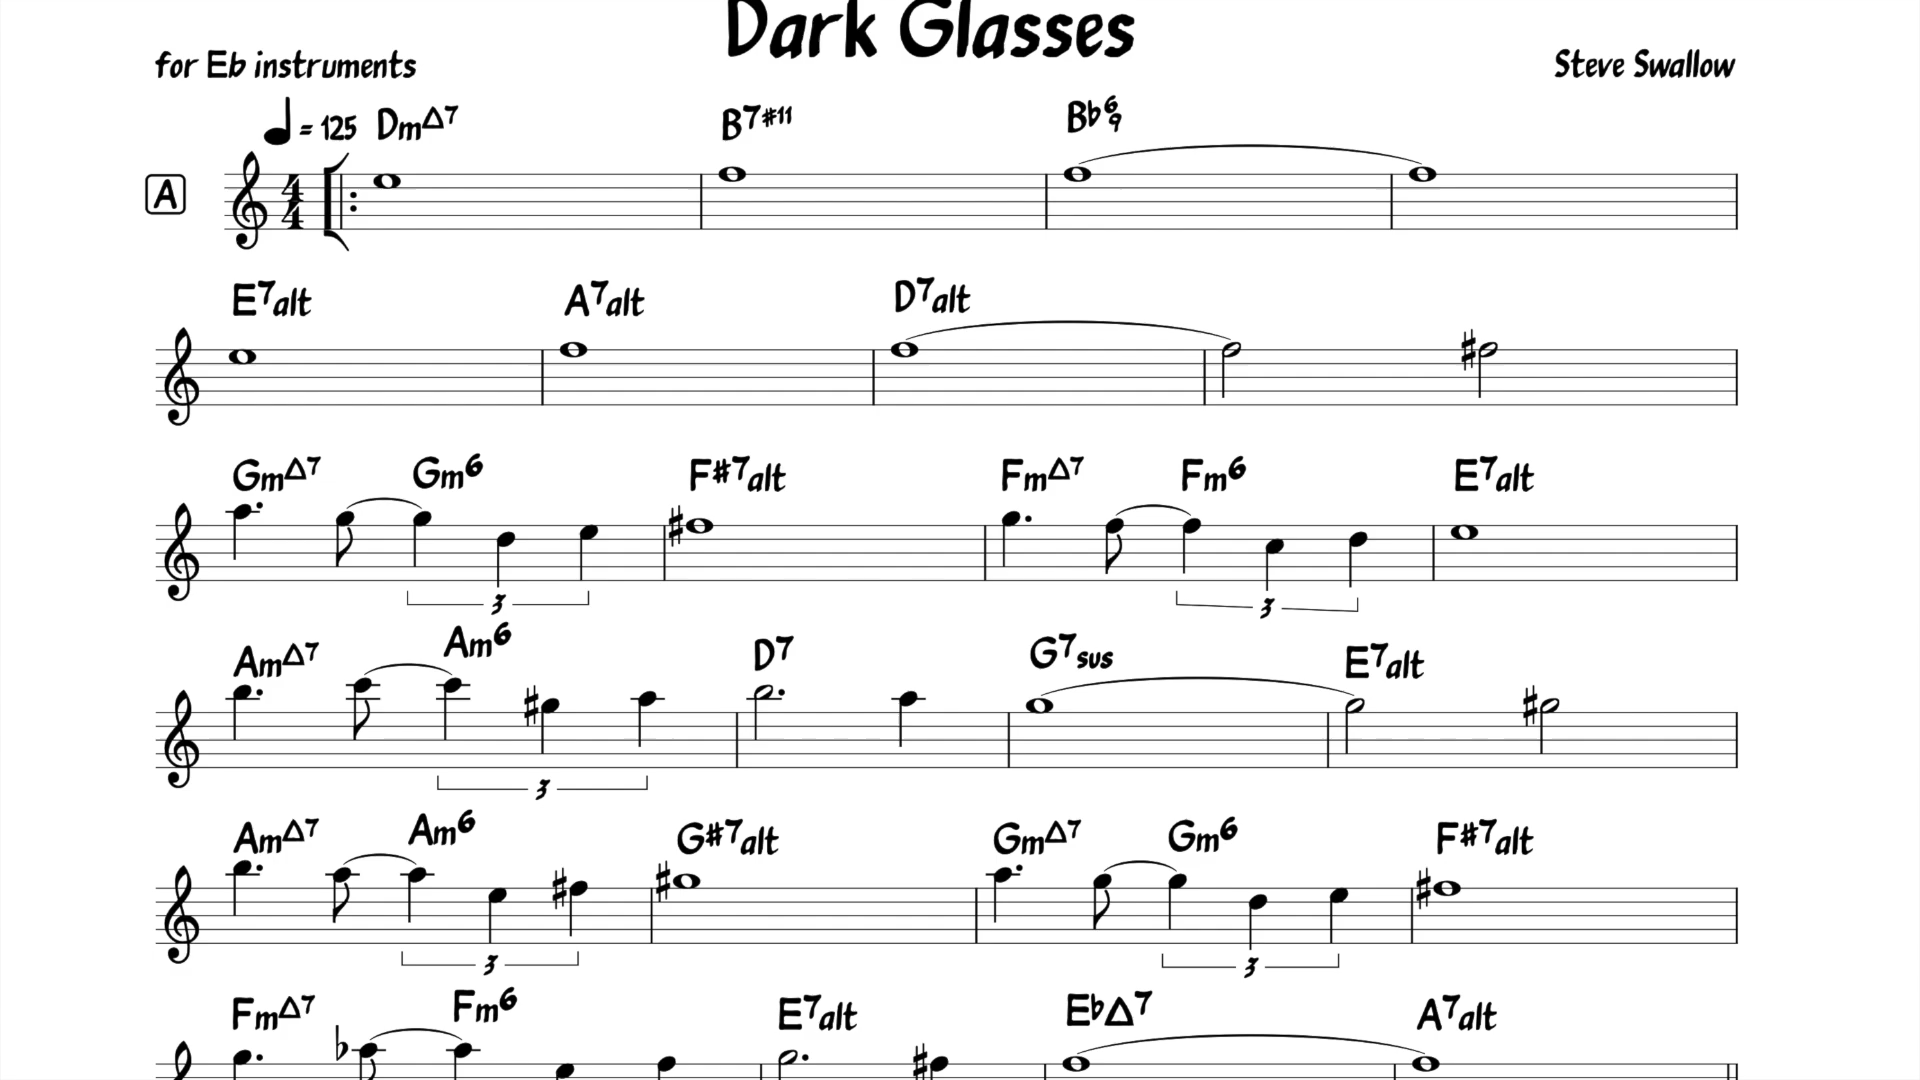 Dark Glasses
for Eb instruments
Steve Swallow
= 125 Dm△7 B7#11 Bb6/9
A
4
4
E7alt A7alt D7alt
Gm△7 Gm6 F#7alt Fm△7 Fm6 E7alt
3 3
Am△7 Am6 D7 G7sus E7alt
3
Am△7 Am6 G#7alt Gm△7 Gm6 F#7alt
3 3
Fm△7 Fm6 E7alt Eb△7 A7alt